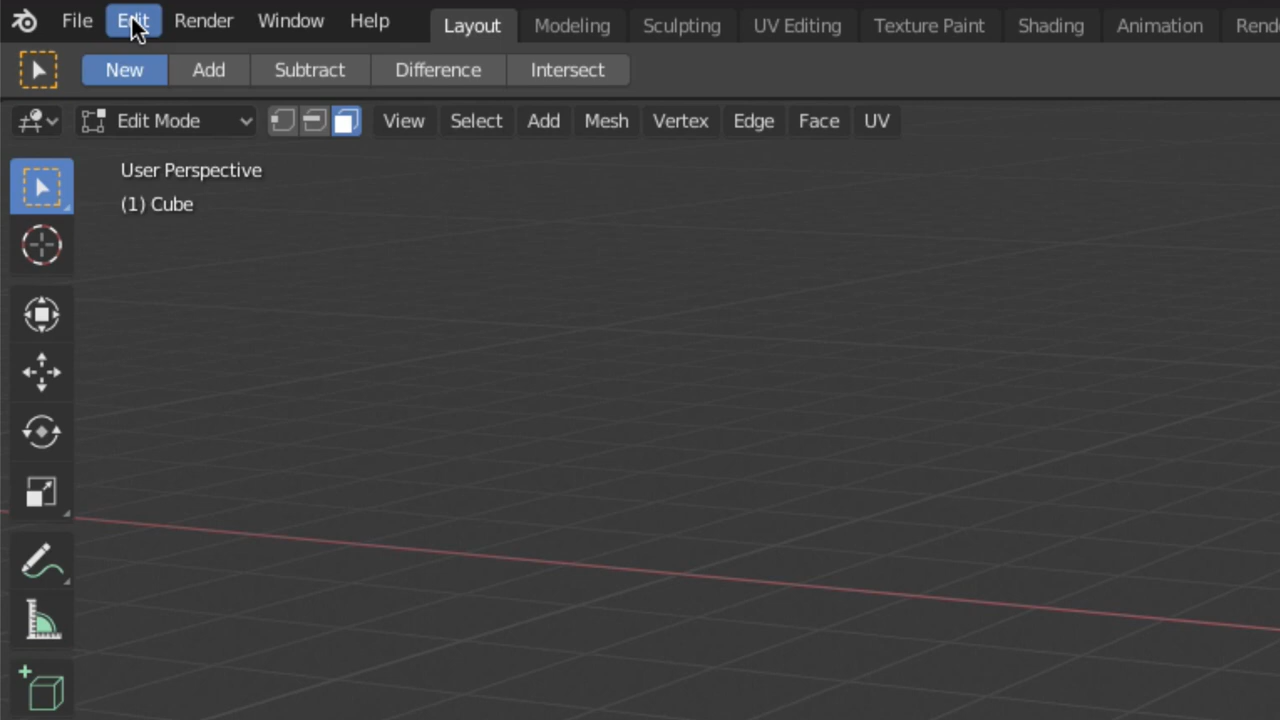 File Edit Render Window Help Layout Modeling Sculpting UV Editing Texture Paint Shading Animation
New Add Subtract Difference Intersect
Edit Mode View Select Add Mesh Vertex Edge Face UV
User Perspective
(1) Cube